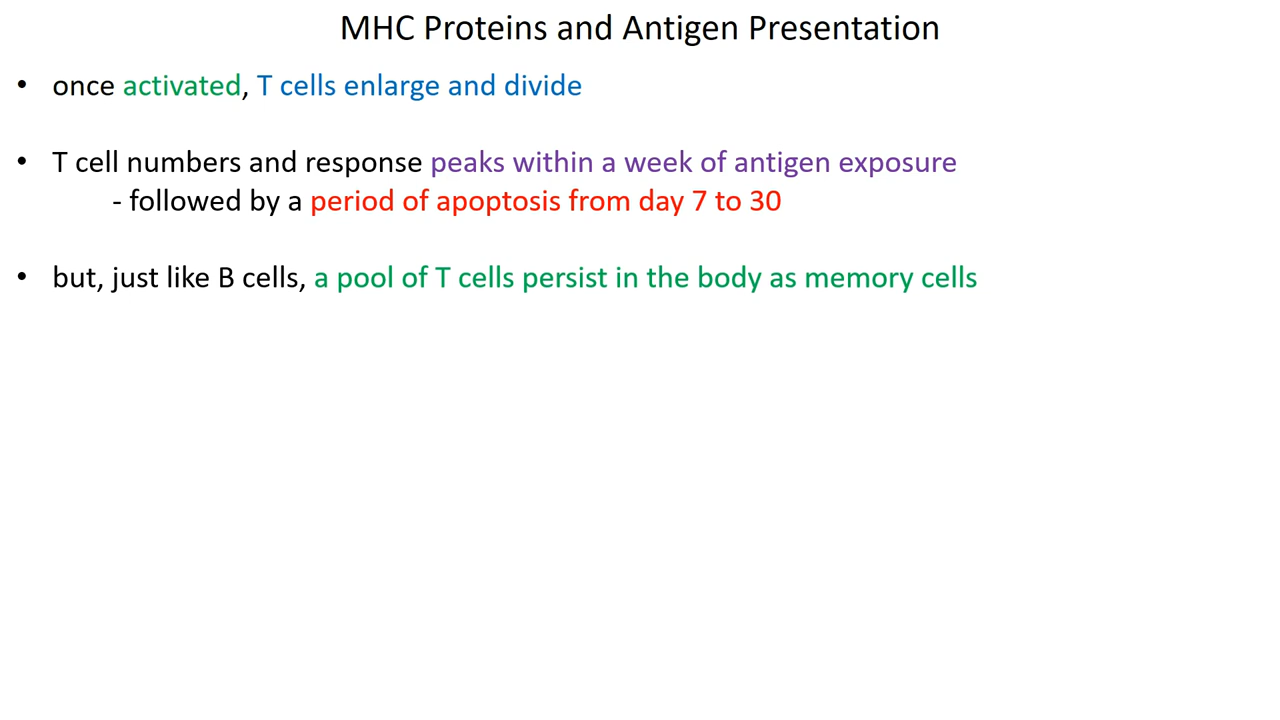 MHC Proteins and Antigen Presentation
• once activated, T cells enlarge and divide
• T cell numbers and response peaks within a week of antigen exposure
- followed by a period of apoptosis from day 7 to 30
• but, just like B cells, a pool of T cells persist in the body as memory cells